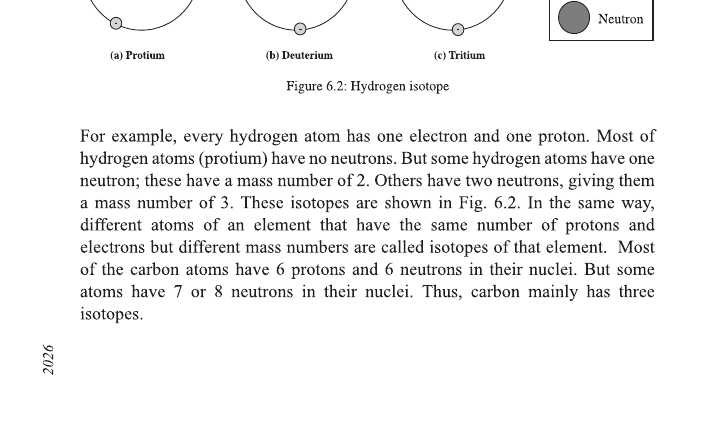 Neutron
(a) Protium
(b) Deuterium
(c) Tritium
Figure 6.2: Hydrogen isotope
For example, every hydrogen atom has one electron and one proton. Most of
hydrogen atoms (protium) have no neutrons. But some hydrogen atoms have one
neutron; these have a mass number of 2. Others have two neutrons, giving them
a mass number of 3. These isotopes are shown in Fig. 6.2. In the same way,
different atoms of an element that have the same number of protons and
electrons but different mass numbers are called isotopes of that element. Most
of the carbon atoms have 6 protons and 6 neutrons in their nuclei. But some
atoms have 7 or 8 neutrons in their nuclei. Thus, carbon mainly has three
isotopes.
2026